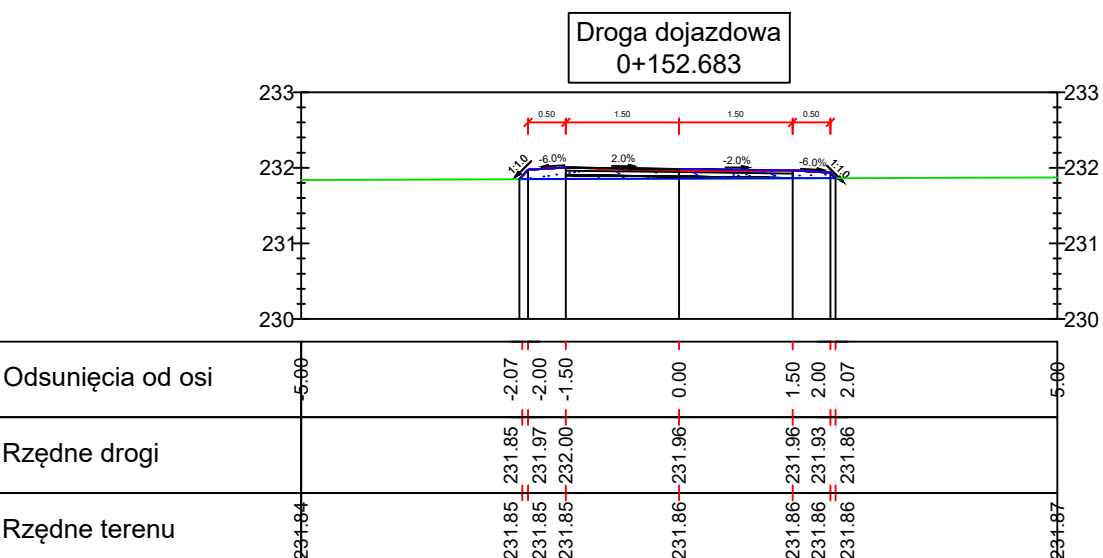 Droga dojazdowa
0+152.683
233 233
0.50 1.50 1.50 0.50
1:1.0 -6.0% 2.0% -2.0% -6.0% 1:1.0
232 232
231 231
230 230
Odsunięcia od osi -5.00 -2.07 -2.00 -1.50 0.00 1.50 2.00 2.07 5.00
Rzędne drogi 231.85 231.97 232.00 231.96 231.96 231.93 231.86
Rzędne terenu 231.84 231.85 231.85 231.85 231.86 231.86 231.86 231.86 231.87